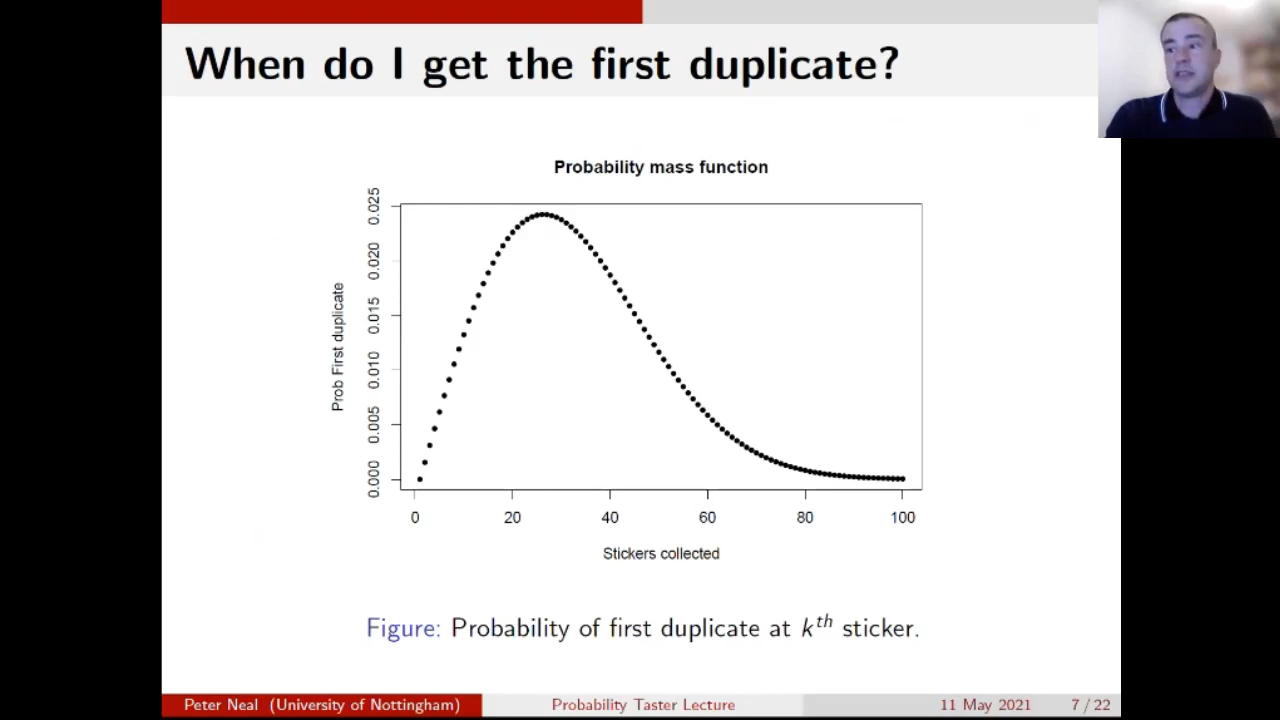 When do I get the first duplicate?
Probability mass function
Prob First duplicate
0.025
0.020
0.015
0.010
0.005
0.000
0 20 40 60 80 100
Stickers collected
Figure: Probability of first duplicate at kth sticker.
Peter Neal (University of Nottingham) Probability Taster Lecture 11 May 2021 7 / 22